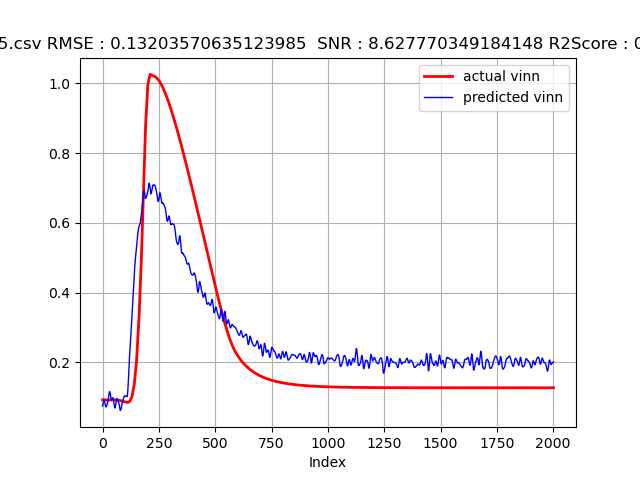 5.csv RMSE : 0.13203570635123985 SNR : 8.627770349184148 R2Score : 0
actual vinn
predicted vinn
1.0
0.8
0.6
0.4
0.2
0 250 500 750 1000 1250 1500 1750 2000
Index